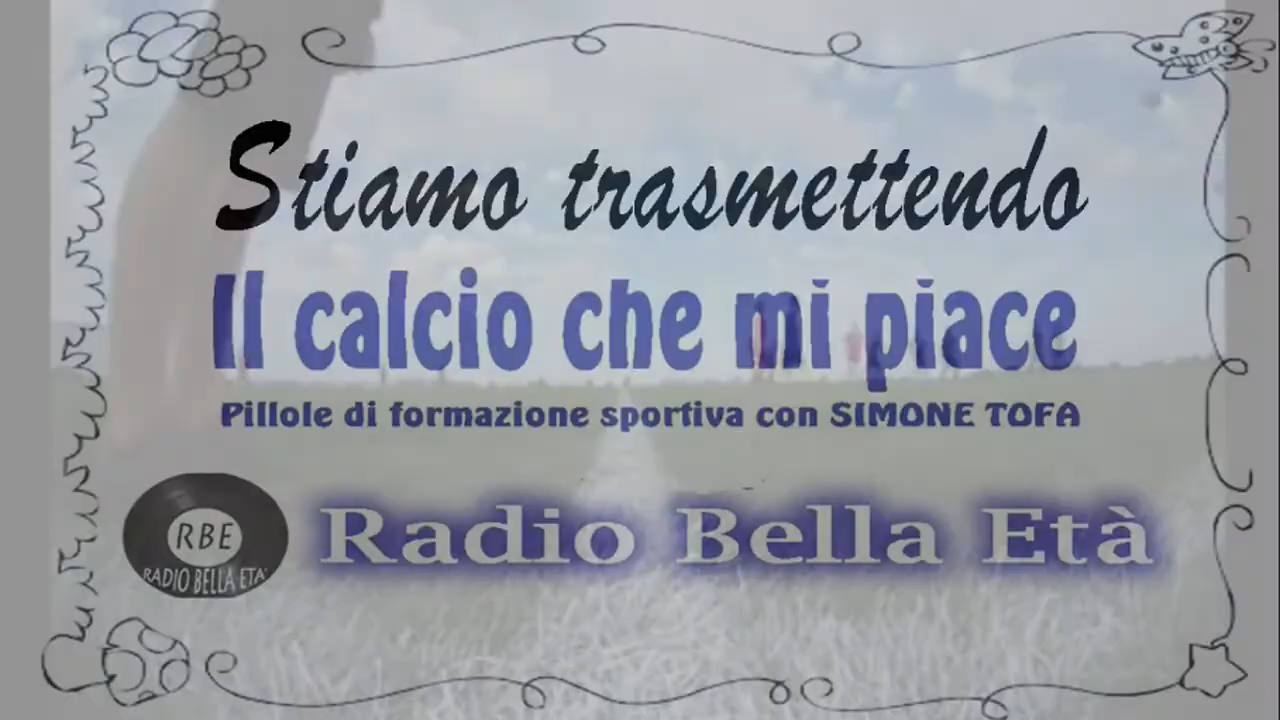 Stiamo trasmettendo
Il calcio che mi piace
Pillole di formazione sportiva con SIMONE TOFA
RBE
RADIO BELLA ETA'
Radio Bella Età